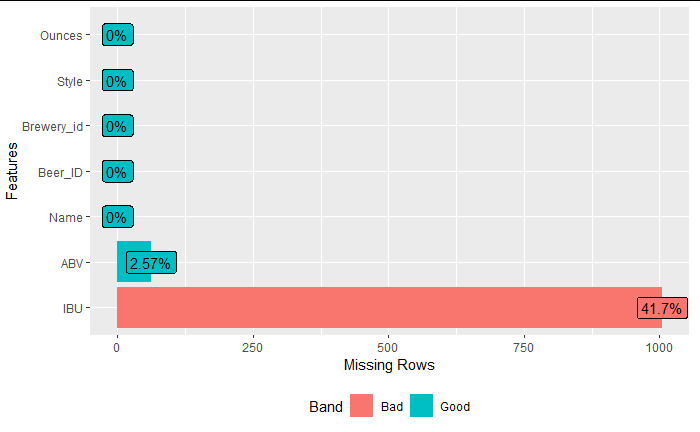 Ounces 0%
Style 0%
Brewery_id 0%
Beer_ID 0%
Name 0%
ABV 2.57%
IBU 41.7%
Features
0 250 500 750 1000
Missing Rows
Band Bad Good